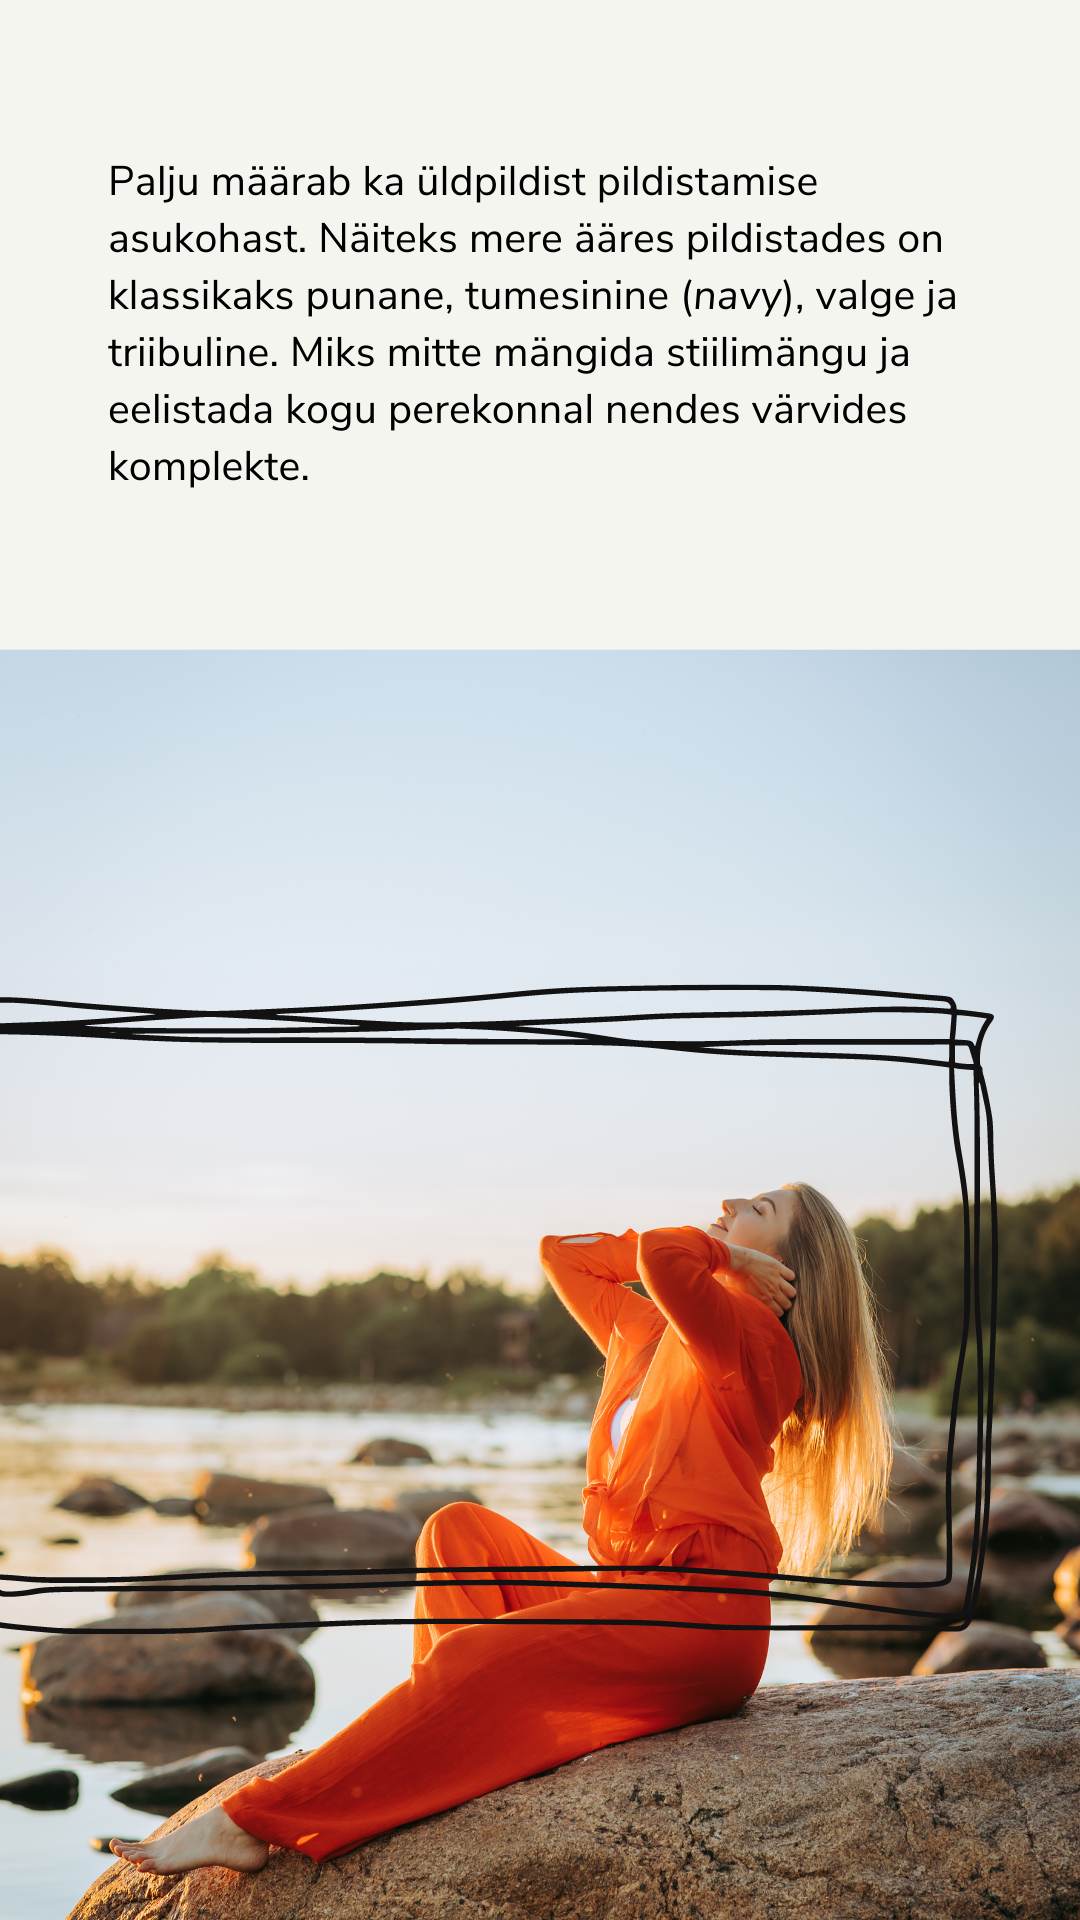 Palju määrab ka üldpildist pildistamise
asukohast. Näiteks mere ääres pildistades on
klassikaks punane, tumesinine (navy), valge ja
triibuline. Miks mitte mängida stiilimängu ja
eelistada kogu perekonnal nendes värvides
komplekte.